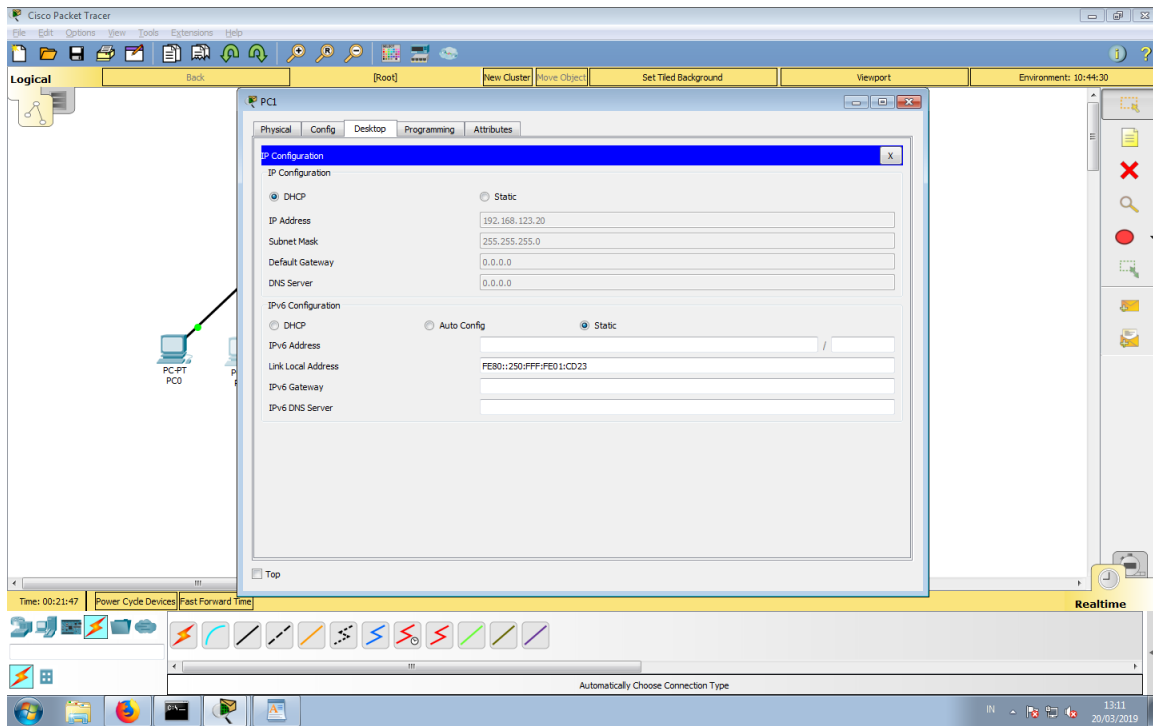 Cisco Packet Tracer
File Edit Options View Tools Extensions Help
Logical Back [Root] New Cluster Move Object Set Tiled Background Viewport Environment: 10:44:30
PC1
Physical Config Desktop Programming Attributes
IP Configuration X
IP Configuration
DHCP Static
IP Address 192.168.123.20
Subnet Mask 255.255.255.0
Default Gateway 0.0.0.0
DNS Server 0.0.0.0
IPv6 Configuration
DHCP Auto Config Static
IPv6 Address /
Link Local Address FE80::250:FFF:FE01:CD23
IPv6 Gateway
IPv6 DNS Server
PC-PT
PC0
Top
Time: 00:21:47 Power Cycle Devices Fast Forward Time Realtime
Automatically Choose Connection Type
IN 13:11
20/03/2019